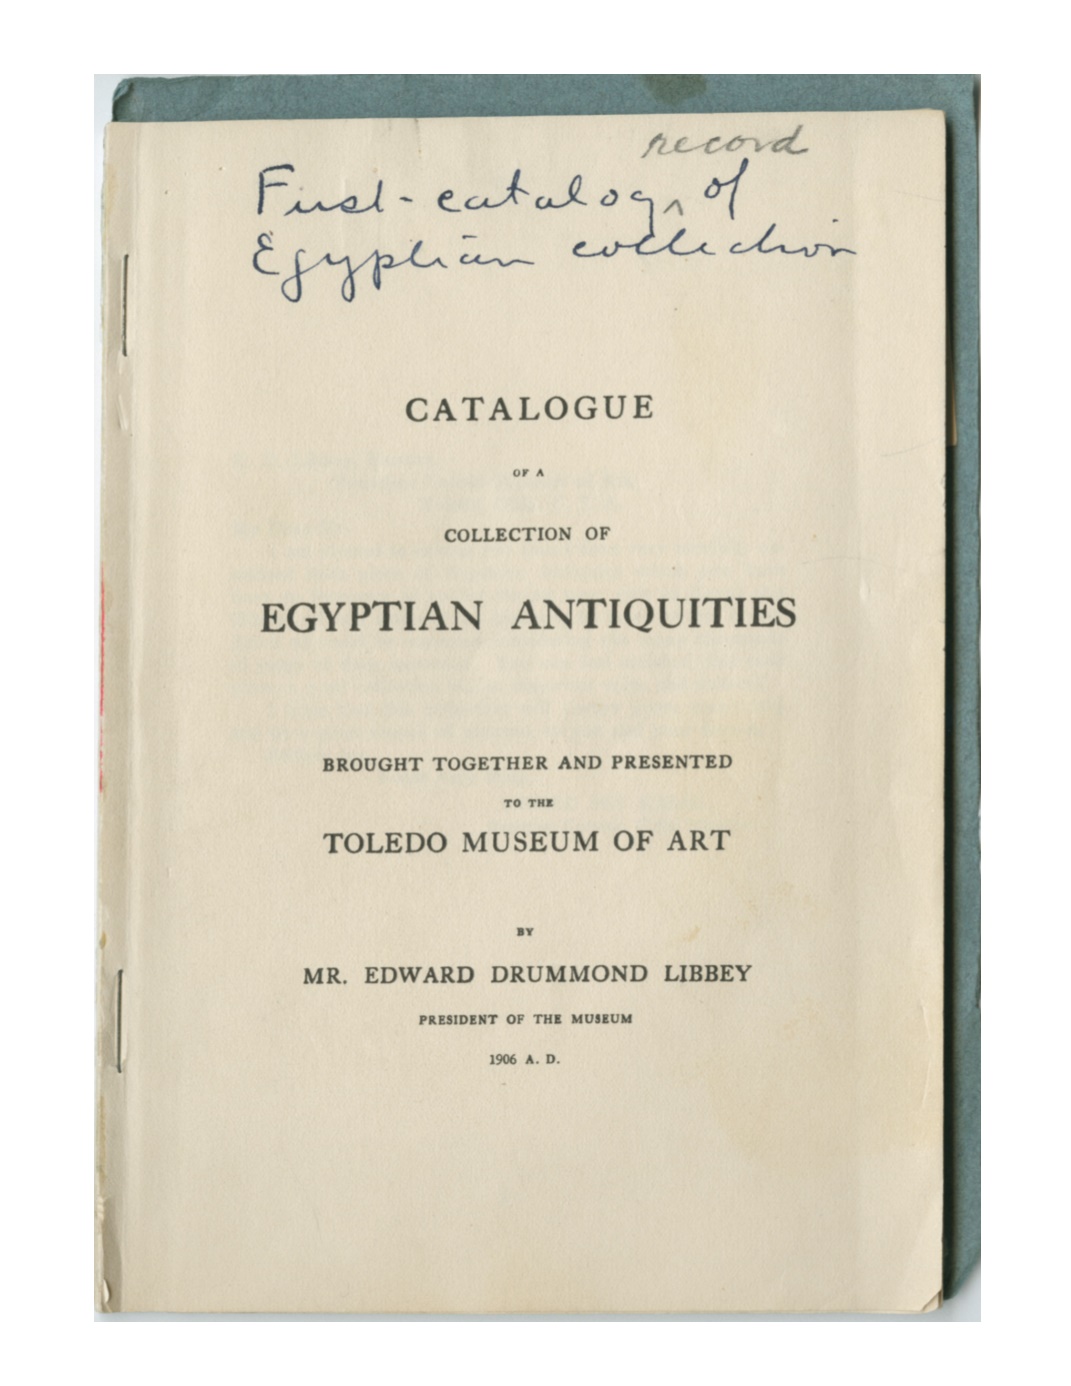 record
First - catalog ^ of
Egyptian collection
CATALOGUE
OF A
COLLECTION OF
EGYPTIAN ANTIQUITIES
BROUGHT TOGETHER AND PRESENTED
TO THE
TOLEDO MUSEUM OF ART
BY
MR. EDWARD DRUMMOND LIBBEY
PRESIDENT OF THE MUSEUM
1906 A. D.